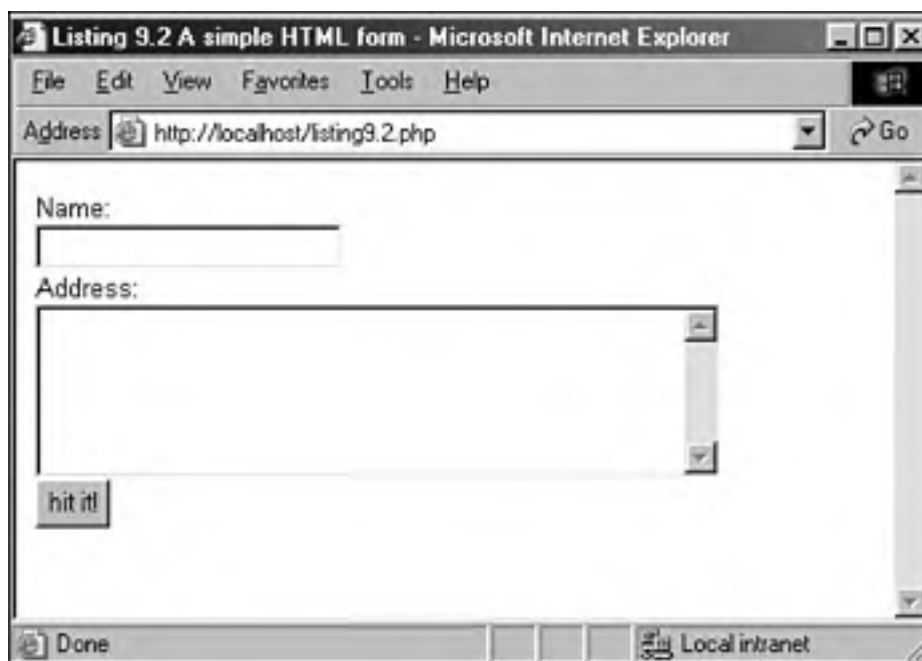 Listing 9.2 A simple HTML form - Microsoft Internet Explorer
File Edit View Favorites Tools Help
Address http://localhost/listing9.2.php Go
Name:
Address:
hit it!
Done Local intranet